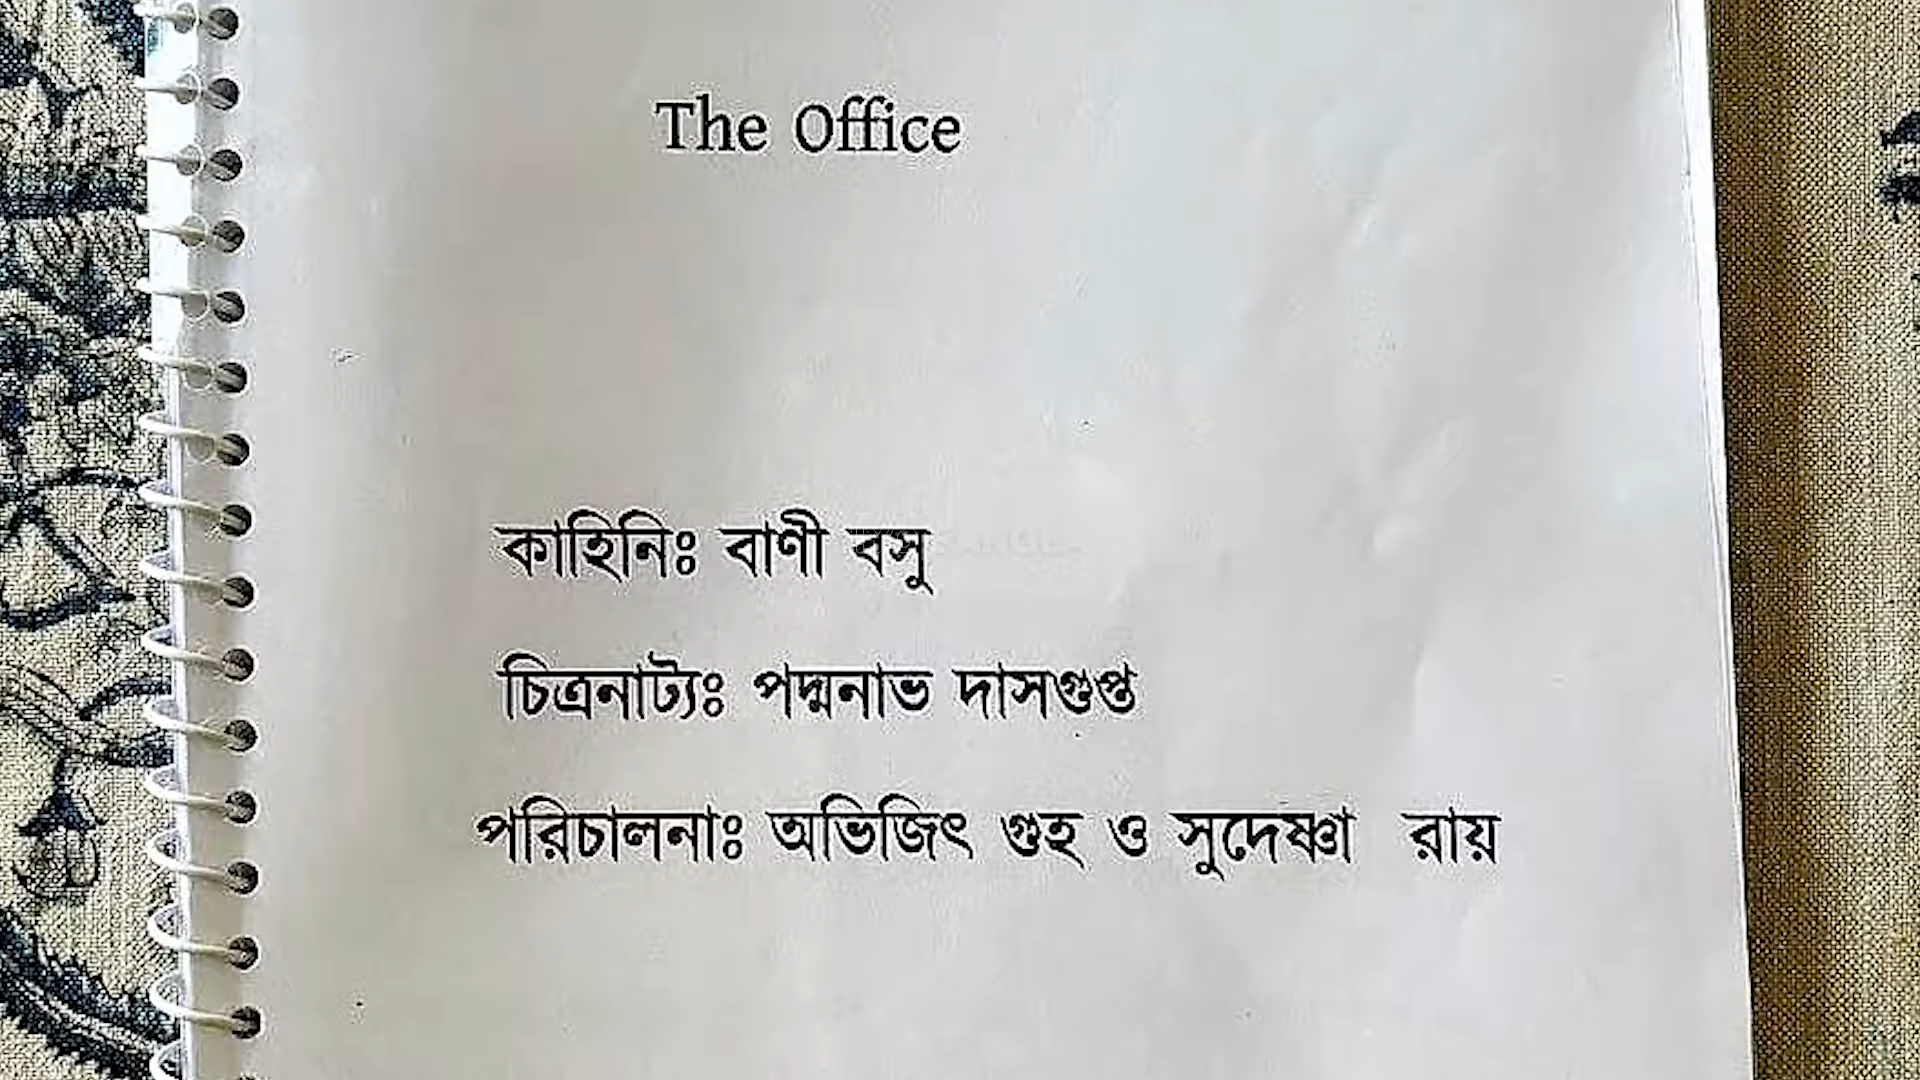 The Office
কাহিনিঃ বাণী বসু
চিত্রনাট্যঃ পদ্মনাভ দাসগুপ্ত
পরিচালনাঃ অভিজিৎ গুহ ও সুদেষ্ণা রায়